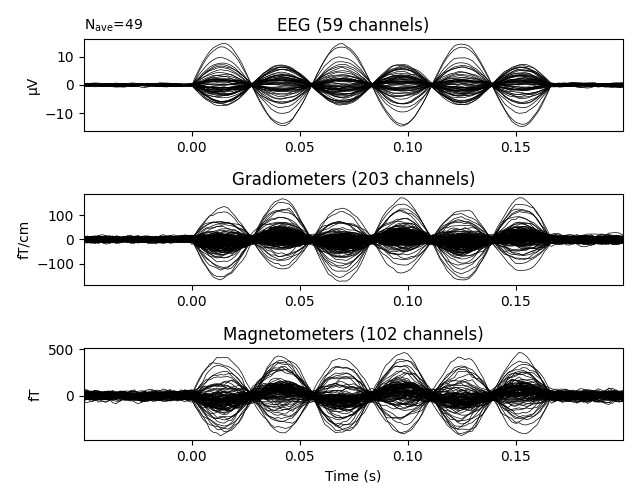 N_ave=49
EEG (59 channels)
10
0
−10
µV
0.00 0.05 0.10 0.15
Gradiometers (203 channels)
100
0
−100
fT/cm
0.00 0.05 0.10 0.15
Magnetometers (102 channels)
500
0
fT
0.00 0.05 0.10 0.15
Time (s)